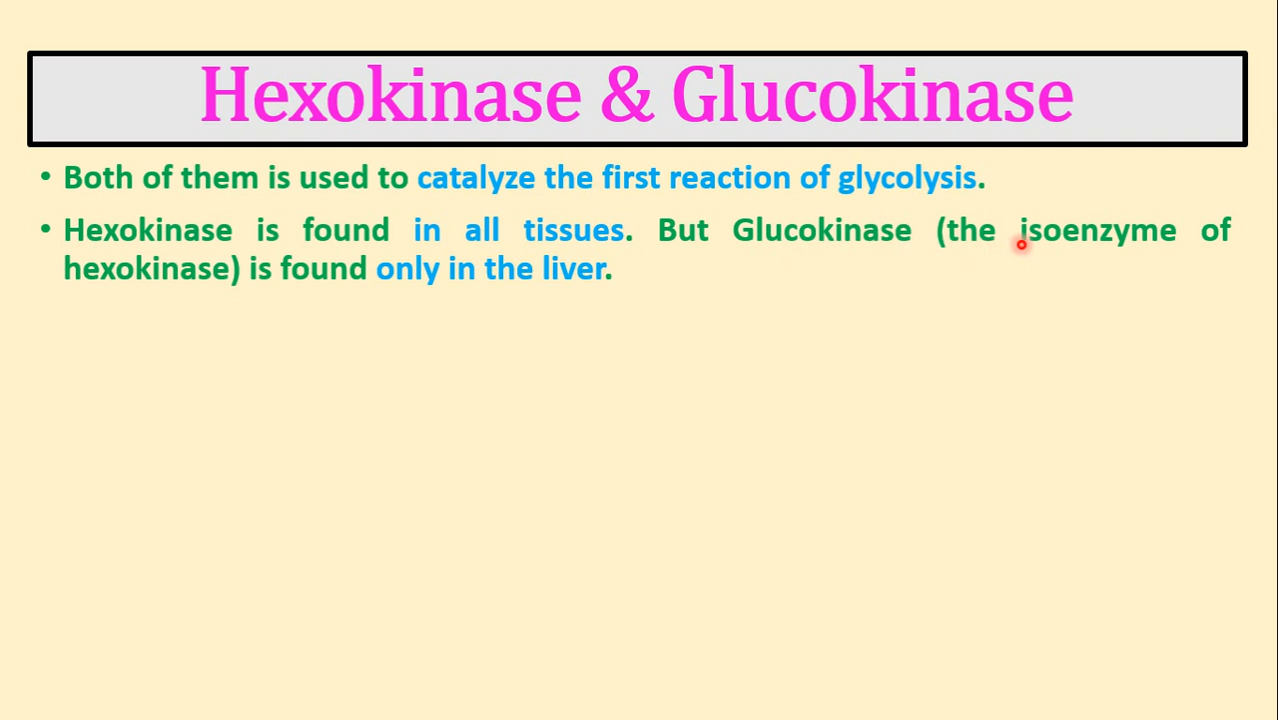 Hexokinase & Glucokinase
• Both of them is used to catalyze the first reaction of glycolysis.
• Hexokinase is found in all tissues. But Glucokinase (the isoenzyme of
hexokinase) is found only in the liver.